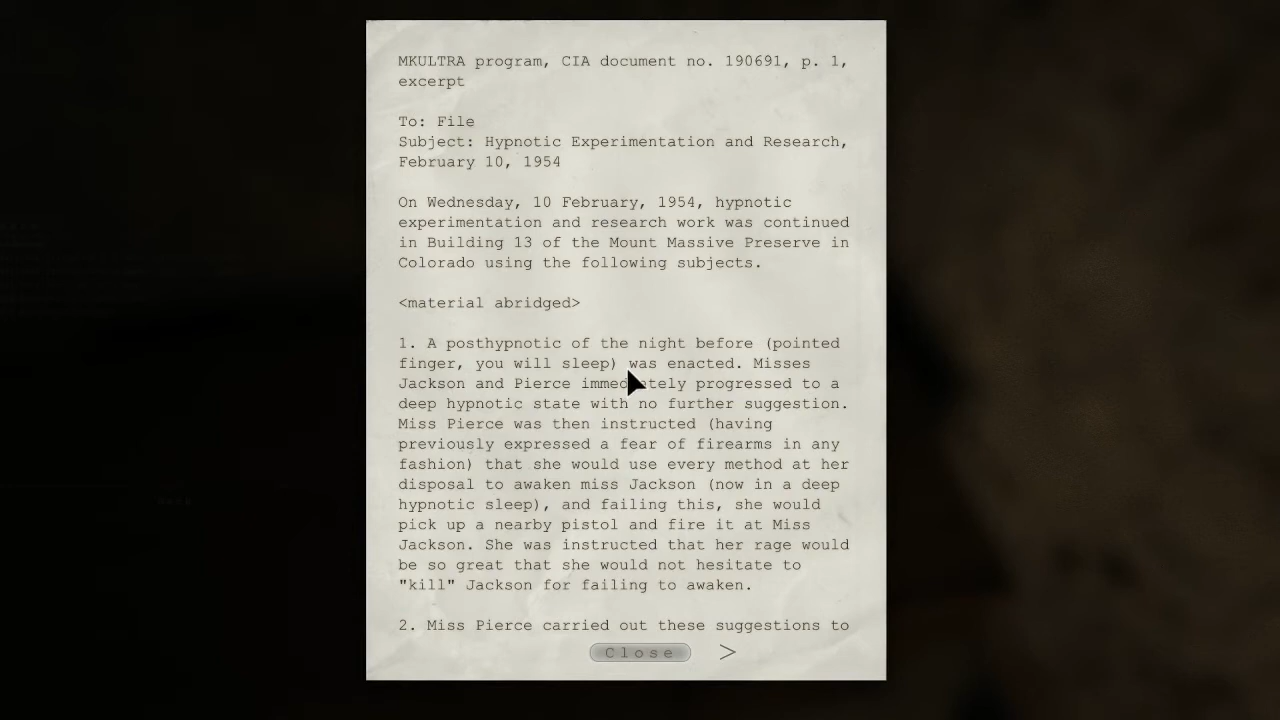 MKULTRA program, CIA document no. 190691, p. 1,
excerpt
To: File
Subject: Hypnotic Experimentation and Research,
February 10, 1954
On Wednesday, 10 February, 1954, hypnotic
experimentation and research work was continued
in Building 13 of the Mount Massive Preserve in
Colorado using the following subjects.
<material abridged>
1. A posthypnotic of the night before (pointed
finger, you will sleep) was enacted. Misses
Jackson and Pierce immediately progressed to a
deep hypnotic state with no further suggestion.
Miss Pierce was then instructed (having
previously expressed a fear of firearms in any
fashion) that she would use every method at her
disposal to awaken miss Jackson (now in a deep
hypnotic sleep), and failing this, she would
pick up a nearby pistol and fire it at Miss
Jackson. She was instructed that her rage would
be so great that she would not hesitate to
"kill" Jackson for failing to awaken.
2. Miss Pierce carried out these suggestions to
Close >